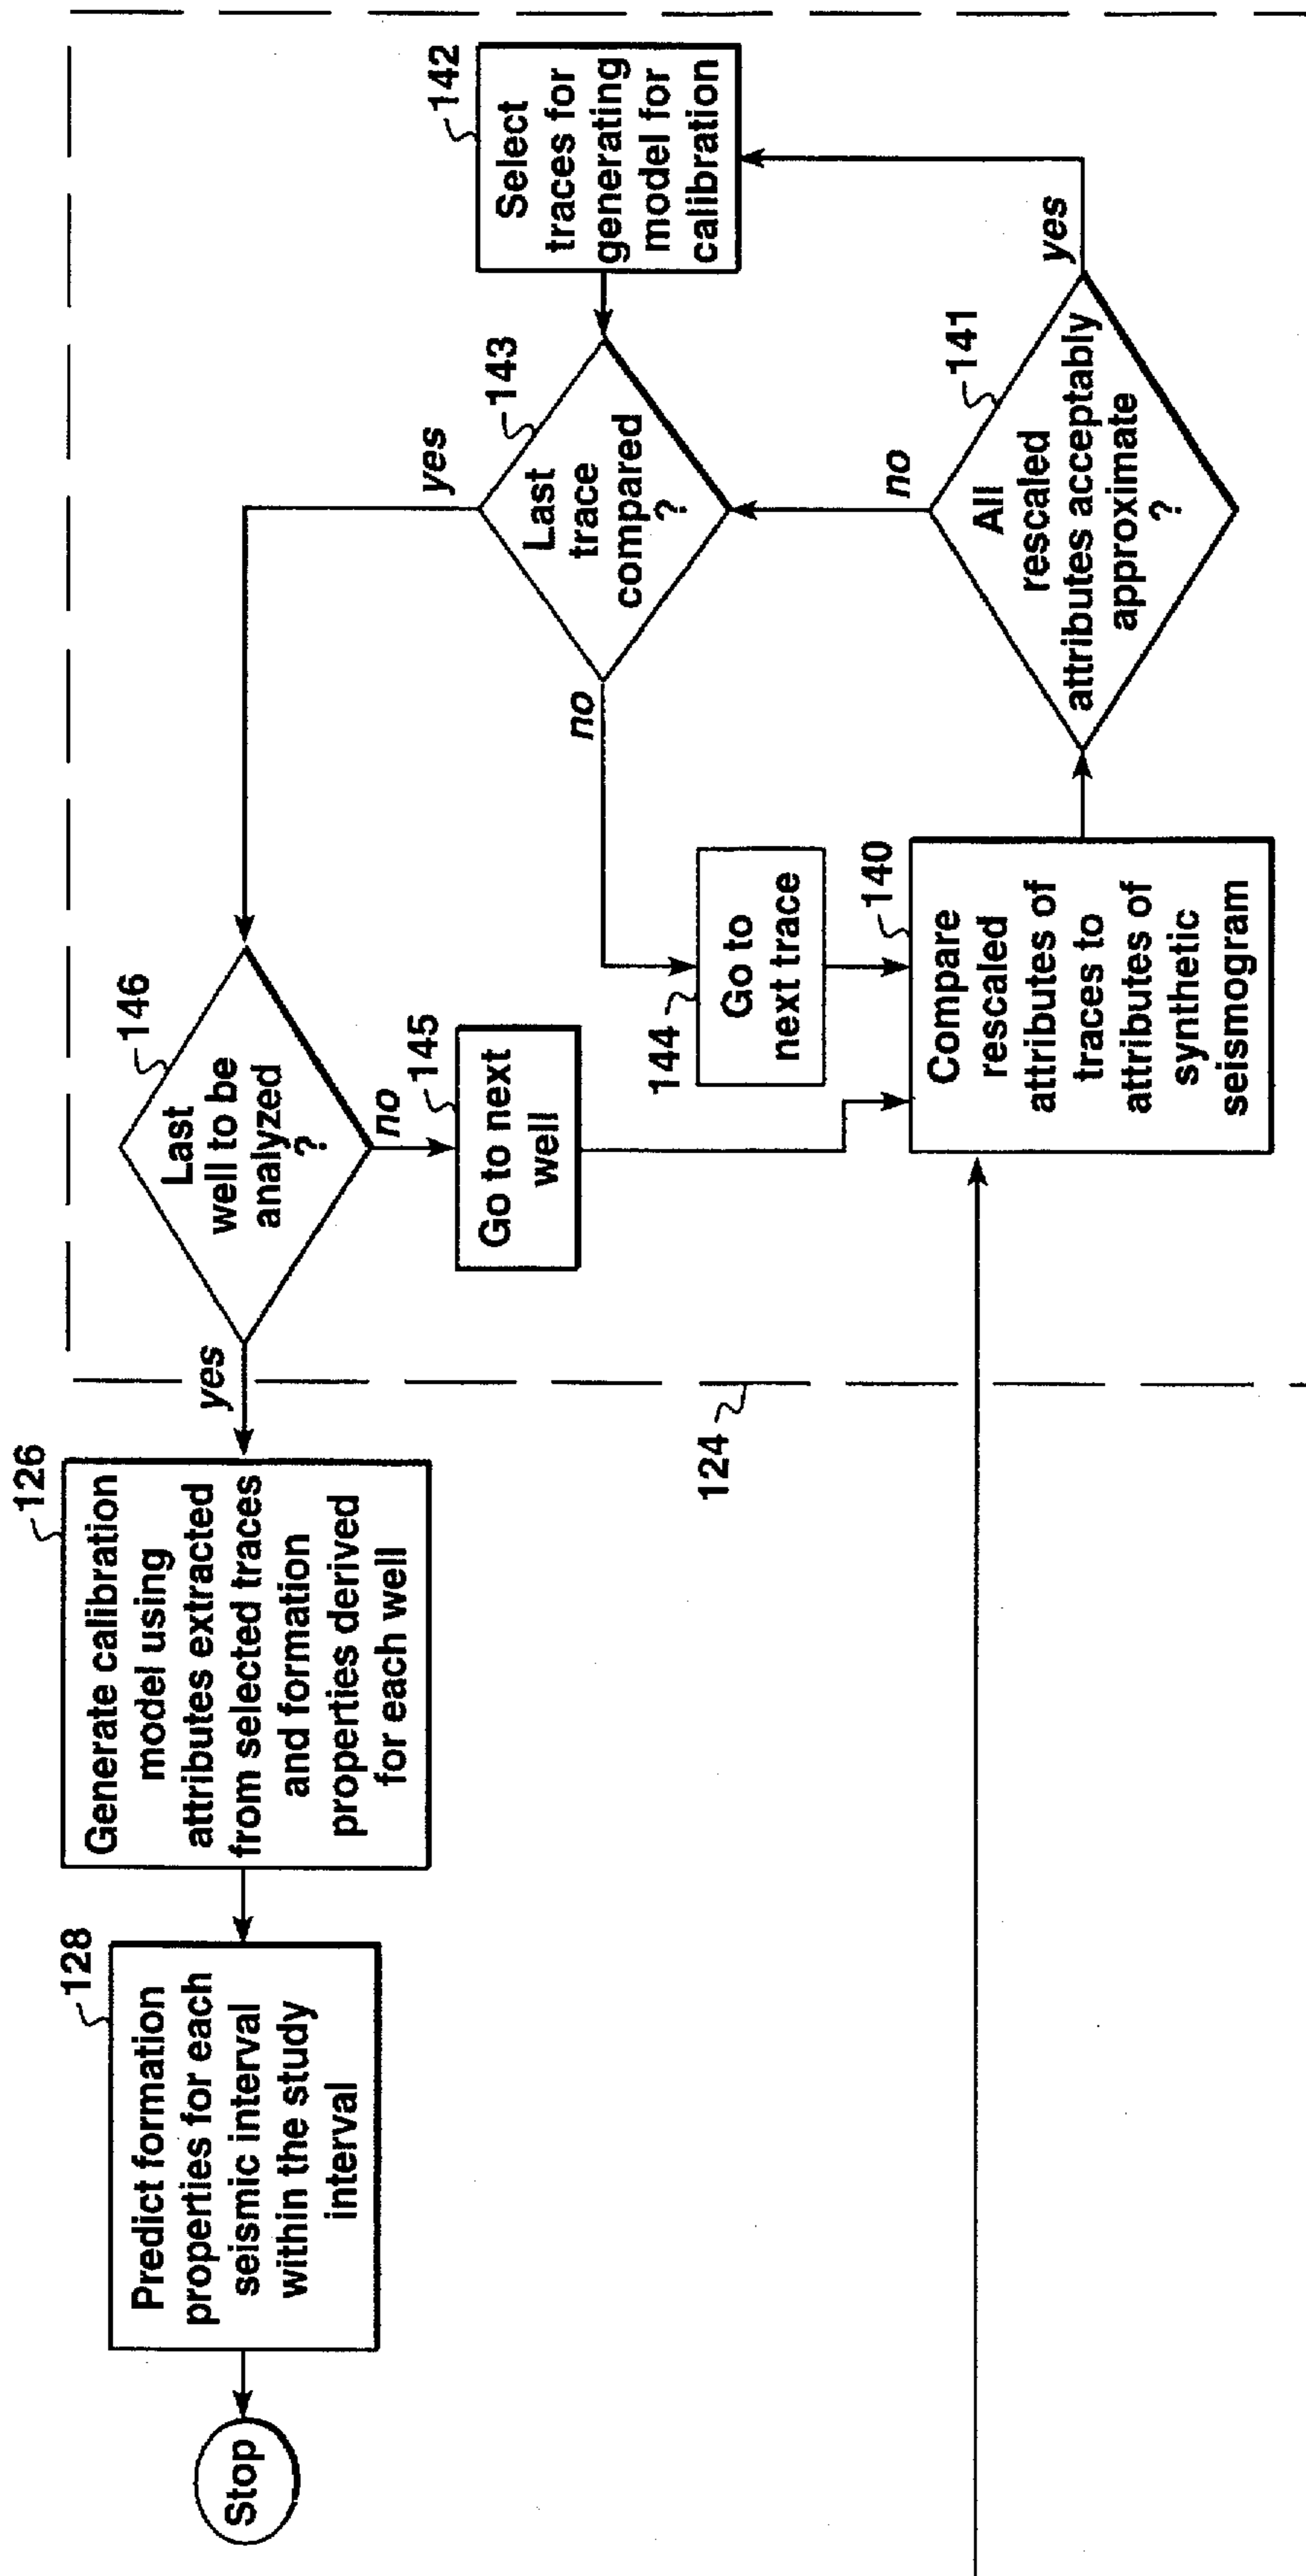 142
Select
traces for
generating
model for
calibration
143
Last
trace
compared
?
yes
no
141
All
rescaled
attributes acceptably
approximate
?
yes
no
144
Go to
next trace
140
Compare
rescaled
attributes of
traces to
attributes of
synthetic
seismogram
146
Last
well to be
analyzed
?
no
yes
145
Go to next
well
124
126
Generate calibration
model using
attributes extracted
from selected traces
and formation
properties derived
for each well
128
Predict formation
properties for each
seismic interval
within the study
interval
Stop